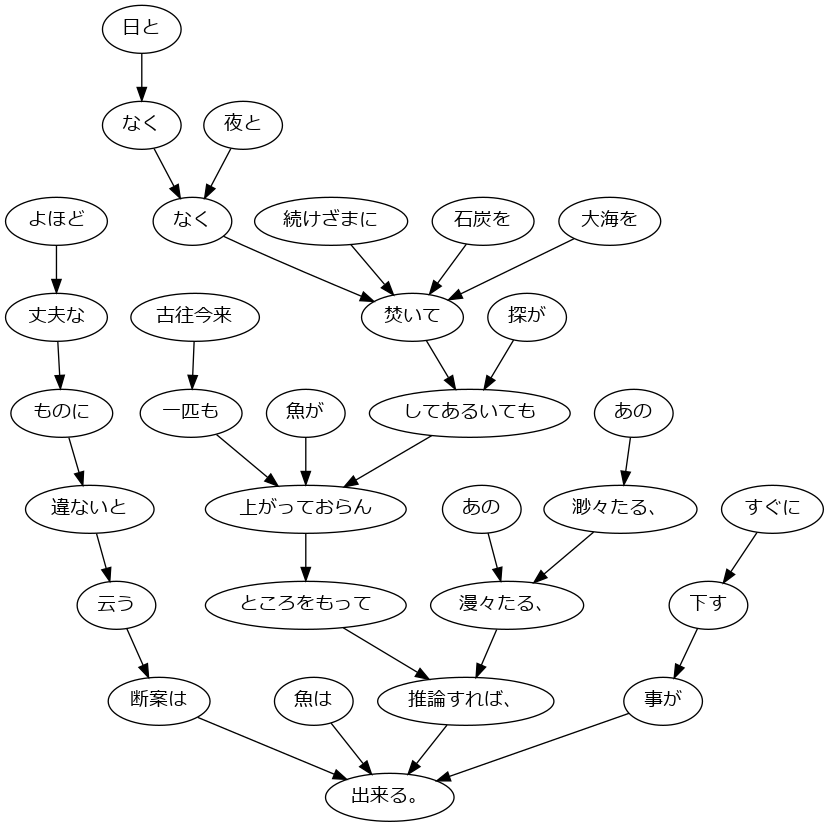 日と
なく
夜と
よほど
なく
続けざまに
石炭を
大海を
丈夫な
古往今来
焚いて
探が
ものに
一匹も
魚が
してあるいても
あの
違ないと
上がっておらん
あの
渺々たる、
すぐに
云う
ところをもって
漫々たる、
下す
断案は
魚は
推論すれば、
事が
出来る。